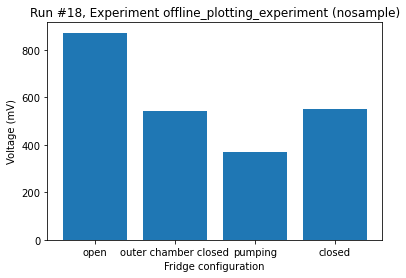 Run #18, Experiment offline_plotting_experiment (nosample)
800
600
400
200
0
Voltage (mV)
open
outer chamber closed
pumping
closed
Fridge configuration